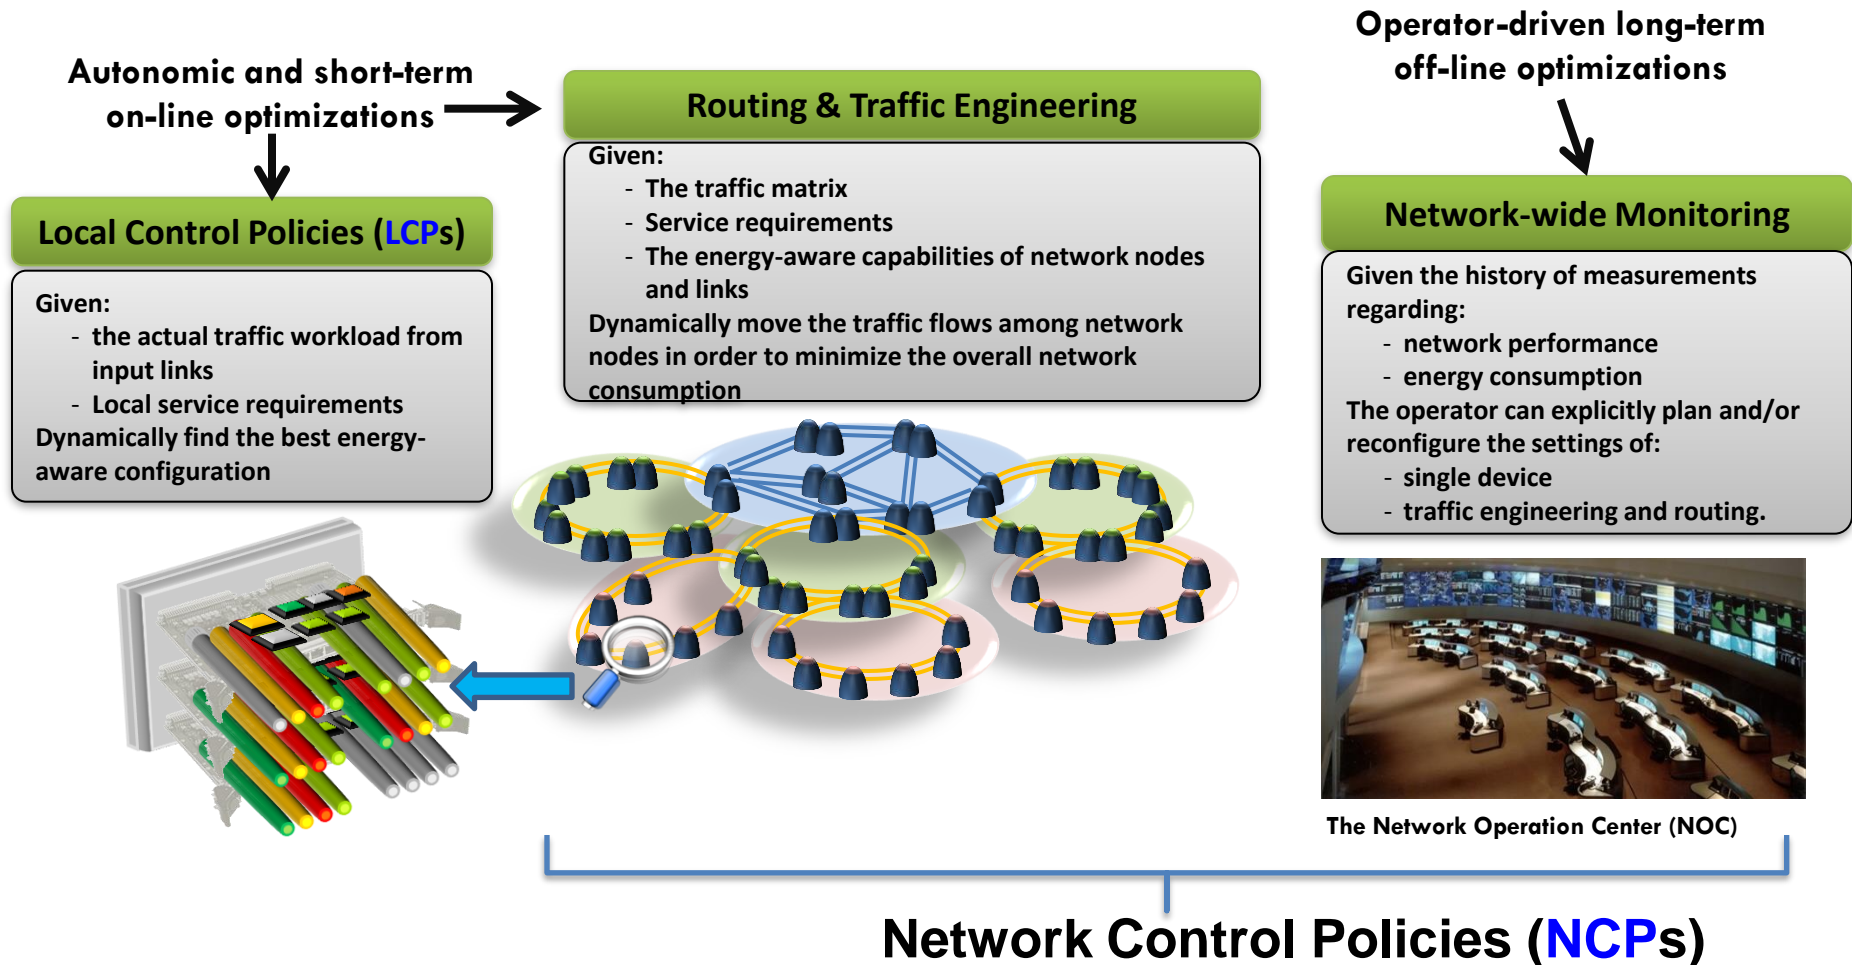 Autonomic and short-term
on-line optimizations
Local Control Policies (LCPs)
Given:
- the actual traffic workload from
input links
- Local service requirements
Dynamically find the best energy-
aware configuration
Routing & Traffic Engineering
Given:
- The traffic matrix
- Service requirements
- The energy-aware capabilities of network nodes
and links
Dynamically move the traffic flows among network
nodes in order to minimize the overall network
consumption
Operator-driven long-term
off-line optimizations
Network-wide Monitoring
Given the history of measurements
regarding:
- network performance
- energy consumption
The operator can explicitly plan and/or
reconfigure the settings of:
- single device
- traffic engineering and routing.
The Network Operation Center (NOC)
Network Control Policies (NCPs)